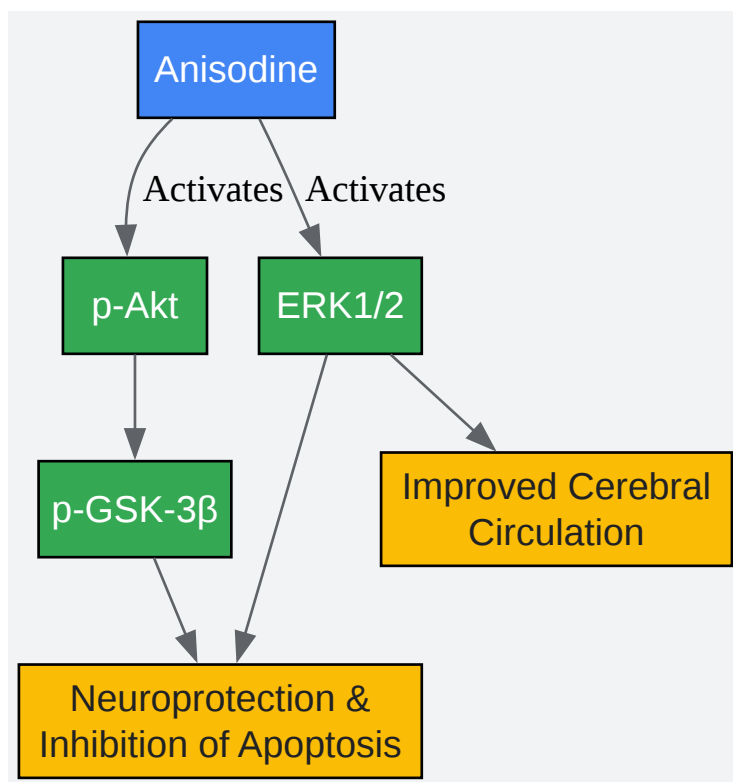 Anisodine
Activates Activates
p-Akt
ERK1/2
p-GSK-3β
Improved Cerebral
Circulation
Neuroprotection &
Inhibition of Apoptosis